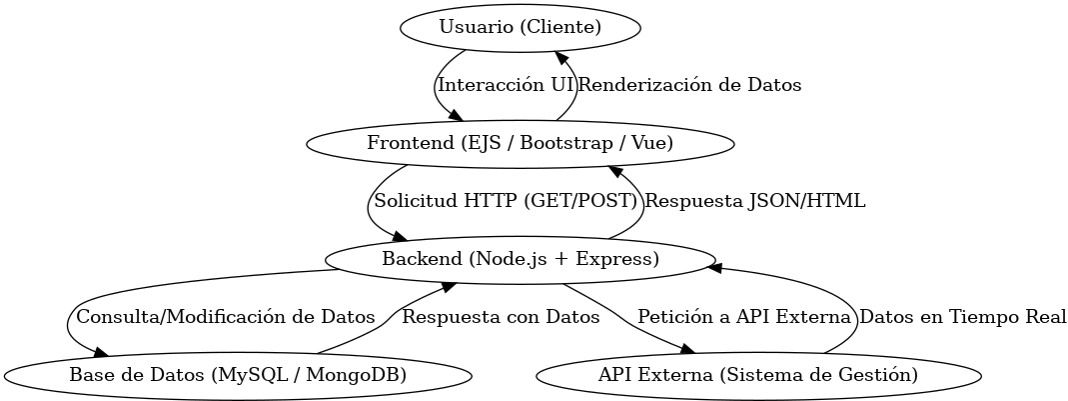 Usuario (Cliente)
Interacción UI
Renderización de Datos
Frontend (EJS / Bootstrap / Vue)
Solicitud HTTP (GET/POST)
Respuesta JSON/HTML
Backend (Node.js + Express)
Consulta/Modificación de Datos
Respuesta con Datos
Petición a API Externa
Datos en Tiempo Real
Base de Datos (MySQL / MongoDB)
API Externa (Sistema de Gestión)